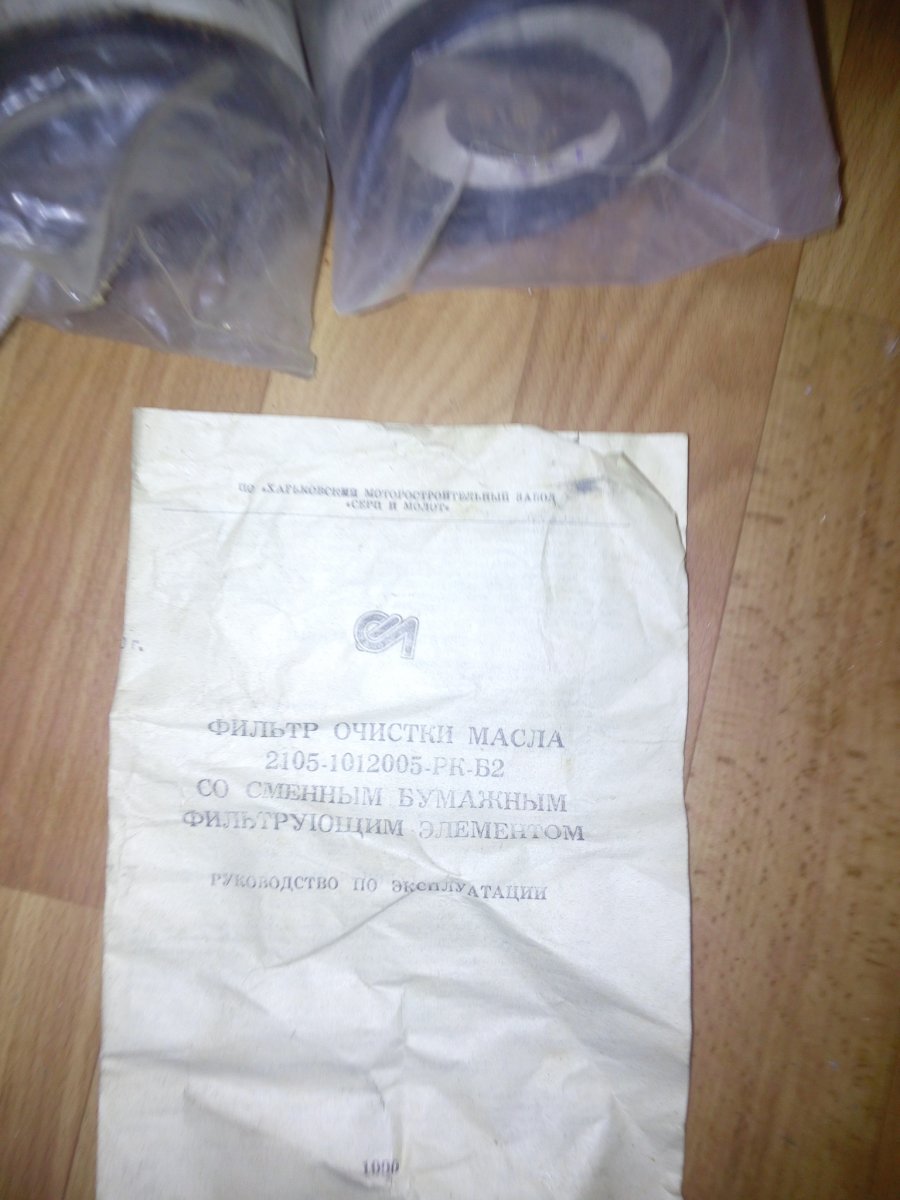 ПО «ХАРЬКОВСКИЙ МОТОРОСТРОИТЕЛЬНЫЙ ЗАВОД
«СЕРП И МОЛОТ»
г.
ФИЛЬТР ОЧИСТКИ МАСЛА
2105-1012005-РК-Б2
СО СМЕННЫМ БУМАЖНЫМ
ФИЛЬТРУЮЩИМ ЭЛЕМЕНТОМ
РУКОВОДСТВО ПО ЭКСПЛУАТАЦИИ